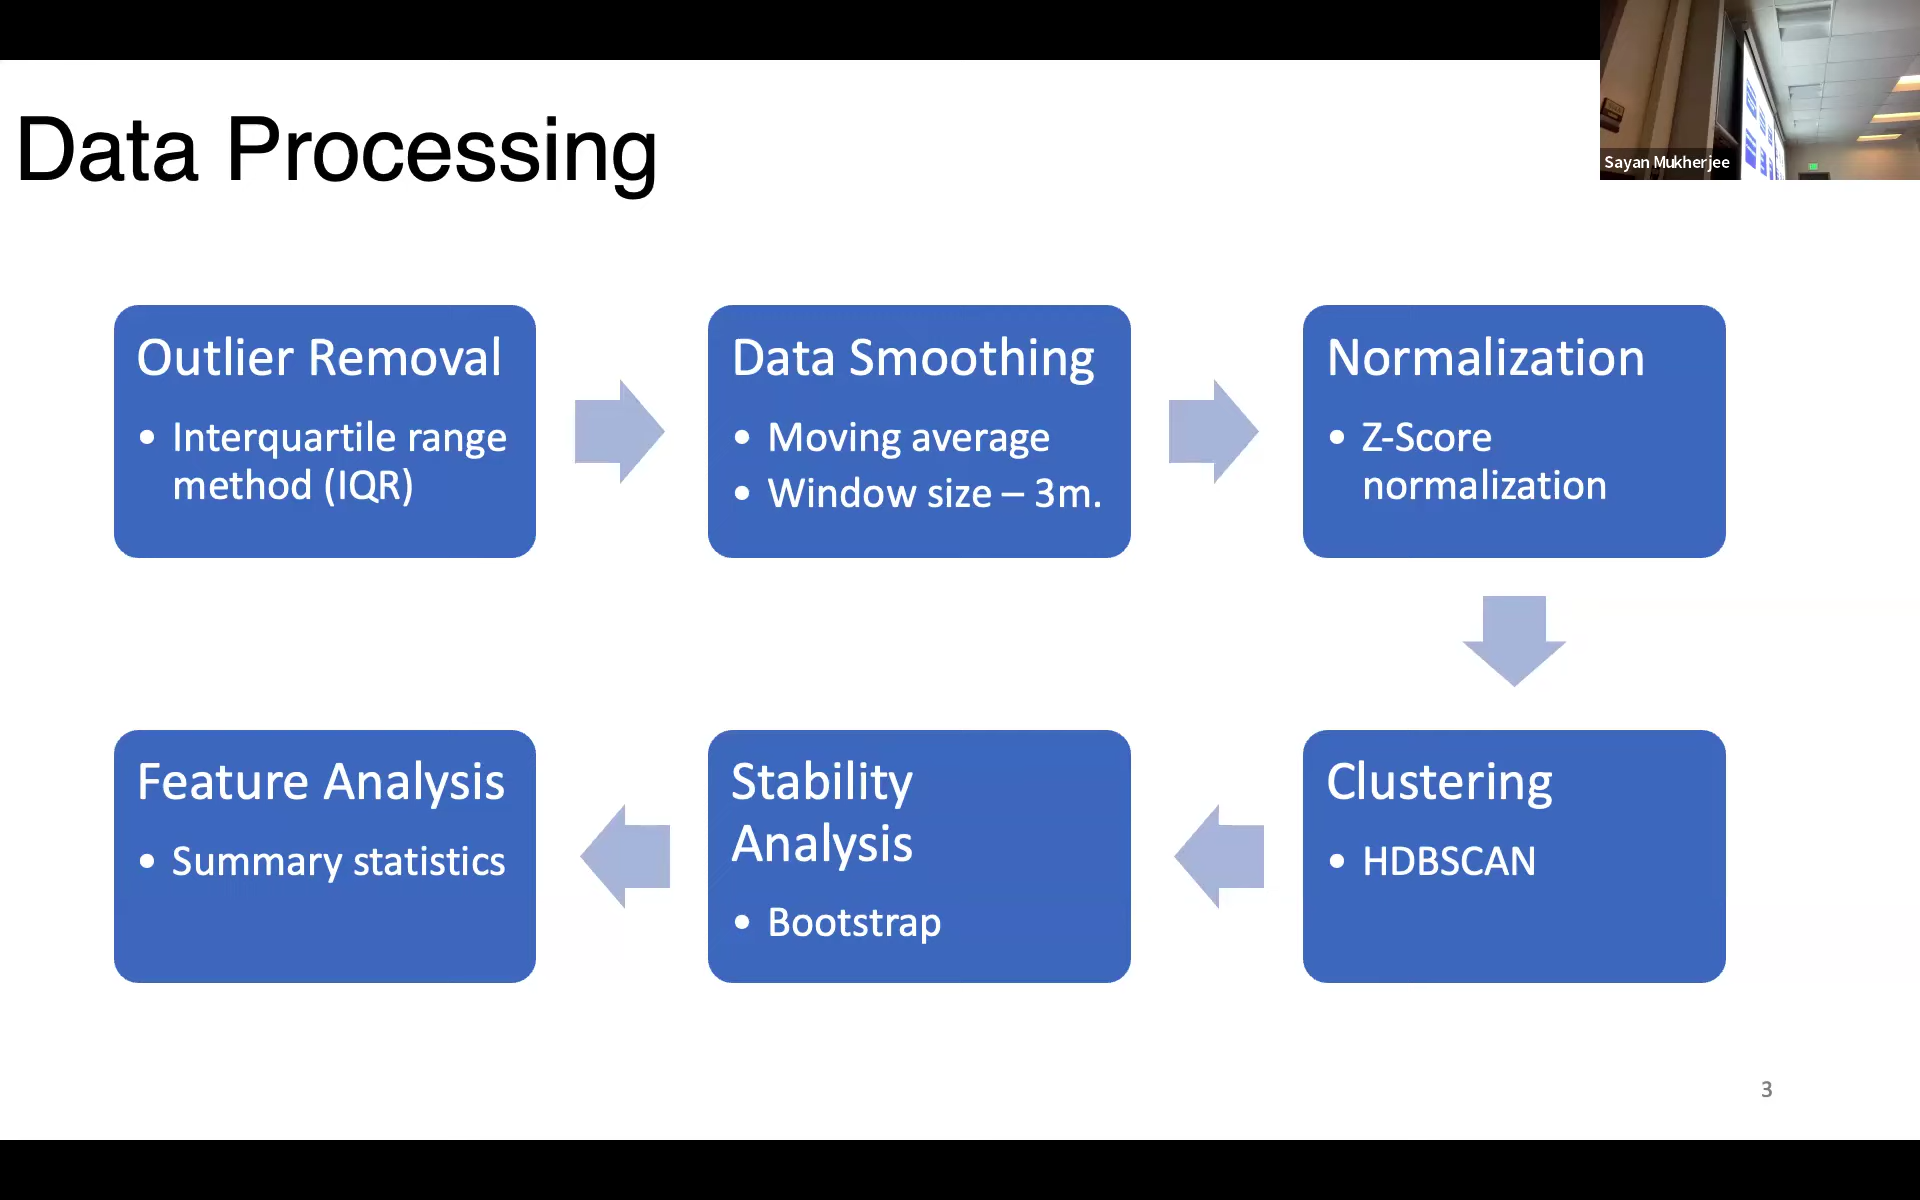 Data Processing
Sayan Mukherjee
Outlier Removal
• Interquartile range
method (IQR)
Data Smoothing
• Moving average
• Window size – 3m.
Normalization
• Z-Score
normalization
Feature Analysis
• Summary statistics
Stability
Analysis
• Bootstrap
Clustering
• HDBSCAN
3